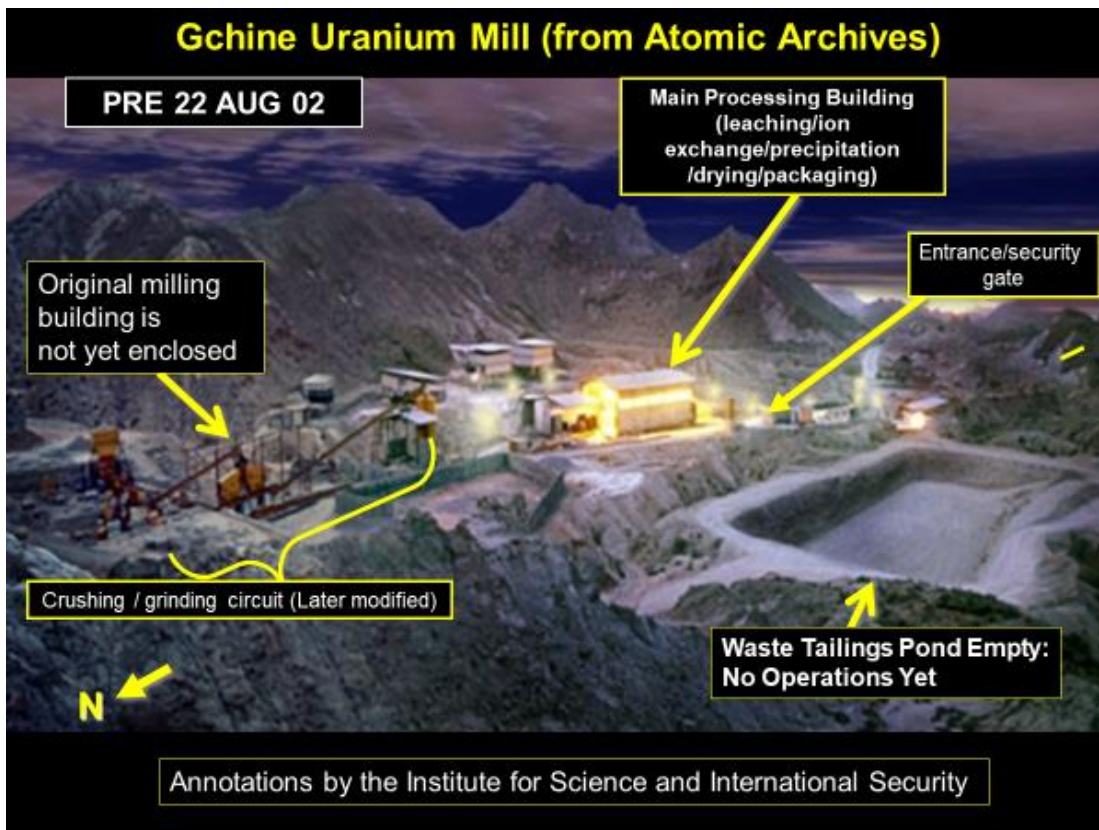 Gchine Uranium Mill (from Atomic Archives)
PRE 22 AUG 02
Main Processing Building
(leaching/ion
exchange/precipitation
/drying/packaging)
Entrance/security
gate
Original milling
building is
not yet enclosed
Crushing / grinding circuit (Later modified)
Waste Tailings Pond Empty:
No Operations Yet
N
Annotations by the Institute for Science and International Security